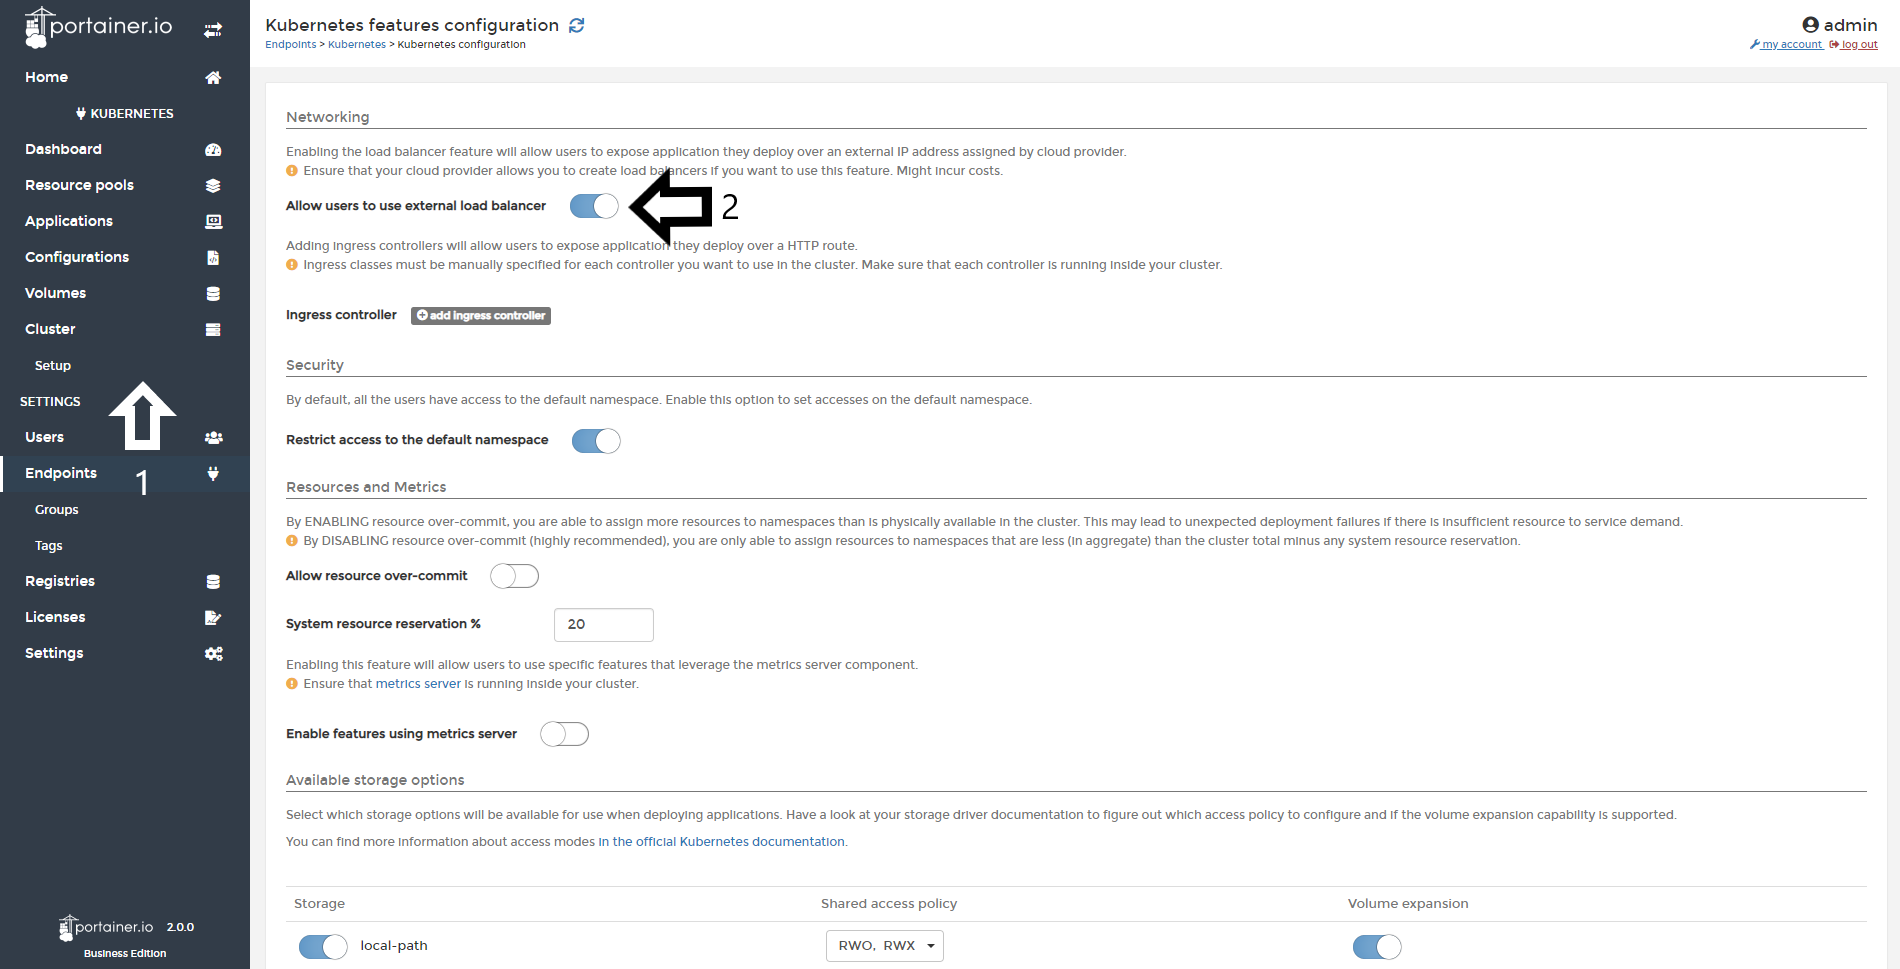 portainer.io
Home
KUBERNETES
Dashboard
Resource pools
Applications
Configurations
Volumes
Cluster
Setup
SETTINGS
Users
Endpoints
1
Groups
Tags
Registries
Licenses
Settings
portainer.io 2.0.0
Business Edition
Kubernetes features configuration
Endpoints > Kubernetes > Kubernetes configuration
admin
my account log out
Networking
Enabling the load balancer feature will allow users to expose application they deploy over an external IP address assigned by cloud provider.
Ensure that your cloud provider allows you to create load balancers if you want to use this feature. Might incur costs.
Allow users to use external load balancer
2
Adding ingress controllers will allow users to expose application they deploy over a HTTP route.
Ingress classes must be manually specified for each controller you want to use in the cluster. Make sure that each controller is running inside your cluster.
Ingress controller add ingress controller
Security
By default, all the users have access to the default namespace. Enable this option to set accesses on the default namespace.
Restrict access to the default namespace
Resources and Metrics
By ENABLING resource over-commit, you are able to assign more resources to namespaces than is physically available in the cluster. This may lead to unexpected deployment failures if there is insufficient resource to service demand.
By DISABLING resource over-commit (highly recommended), you are only able to assign resources to namespaces that are less (in aggregate) than the cluster total minus any system resource reservation.
Allow resource over-commit
System resource reservation % 20
Enabling this feature will allow users to use specific features that leverage the metrics server component.
Ensure that metrics server is running inside your cluster.
Enable features using metrics server
Available storage options
Select which storage options will be available for use when deploying applications. Have a look at your storage driver documentation to figure out which access policy to configure and if the volume expansion capability is supported.
You can find more information about access modes in the official Kubernetes documentation.
Storage Shared access policy Volume expansion
local-path RWO, RWX